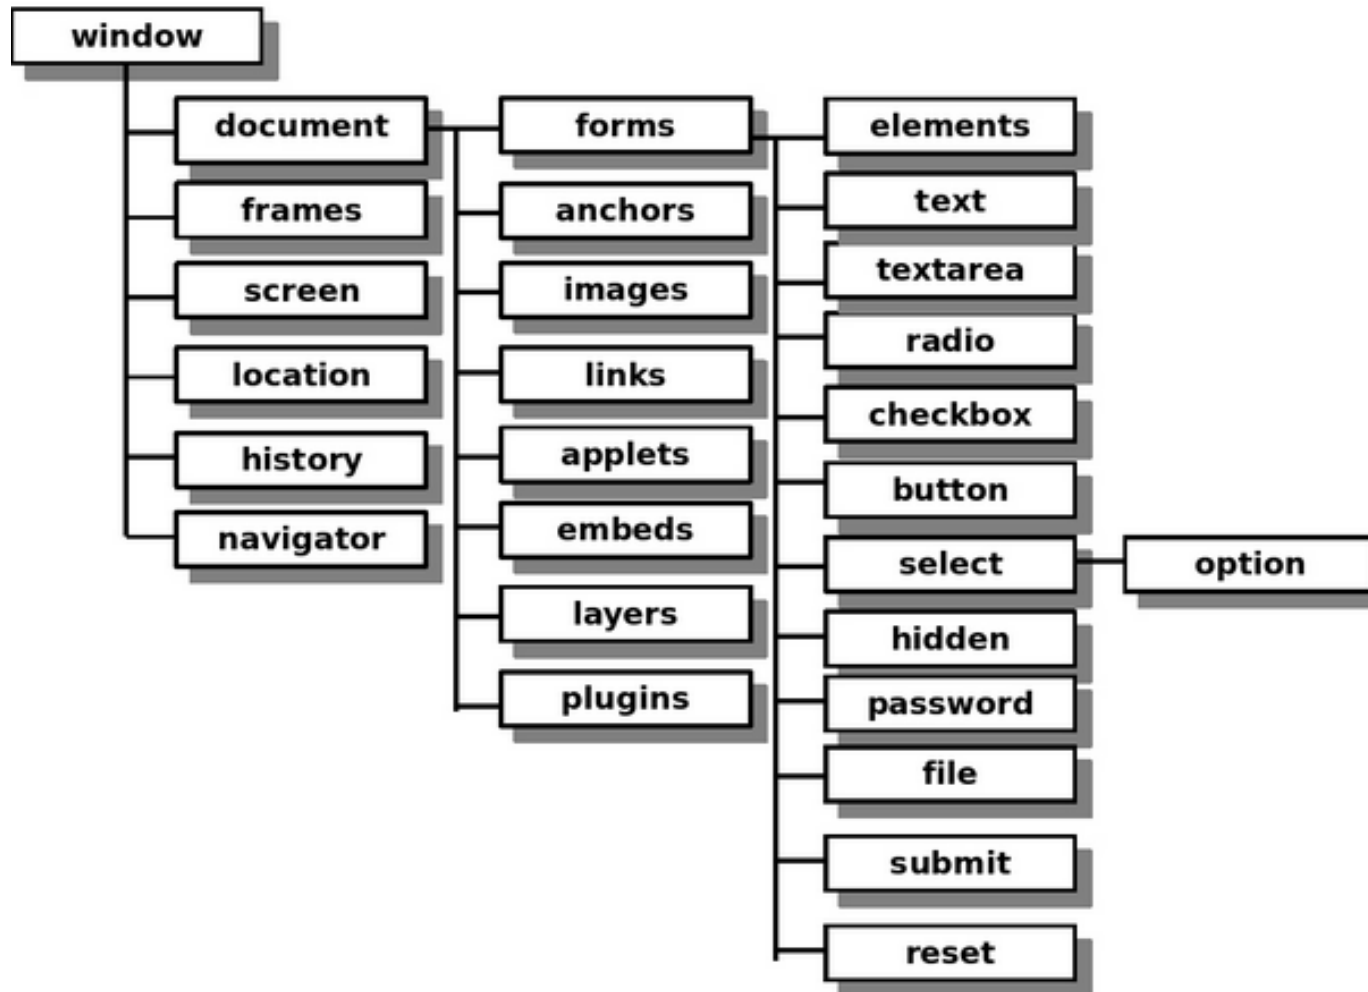 window
document
forms
elements
text
frames
anchors
textarea
screen
images
radio
location
links
checkbox
history
applets
button
navigator
embeds
select
option
layers
hidden
plugins
password
file
submit
reset